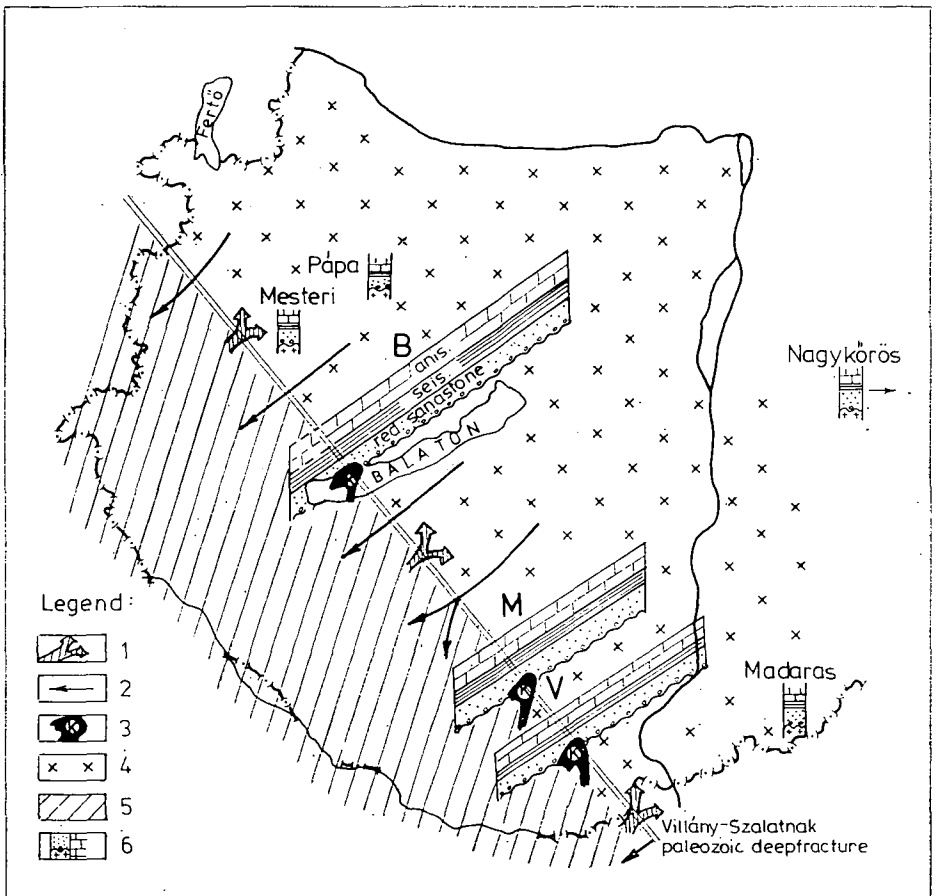 Fertő
Pápa
Mesteri
B
anis
seis
red sanastone
BALATON
Nagykőrös
M
V
K
K
K
Madaras
Villány-Szalatnak
paleozoic deepfracture
Legend:
1
2
K 3
4
5
6